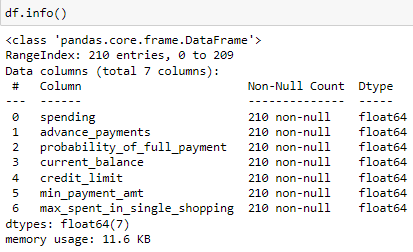 df.info()
<class 'pandas.core.frame.DataFrame'>
RangeIndex: 210 entries, 0 to 209
Data columns (total 7 columns):
 #   Column                       Non-Null Count  Dtype
---  ------                       --------------  -----
 0   spending                     210 non-null    float64
 1   advance_payments             210 non-null    float64
 2   probability_of_full_payment  210 non-null    float64
 3   current_balance              210 non-null    float64
 4   credit_limit                 210 non-null    float64
 5   min_payment_amt              210 non-null    float64
 6   max_spent_in_single_shopping 210 non-null    float64
dtypes: float64(7)
memory usage: 11.6 KB